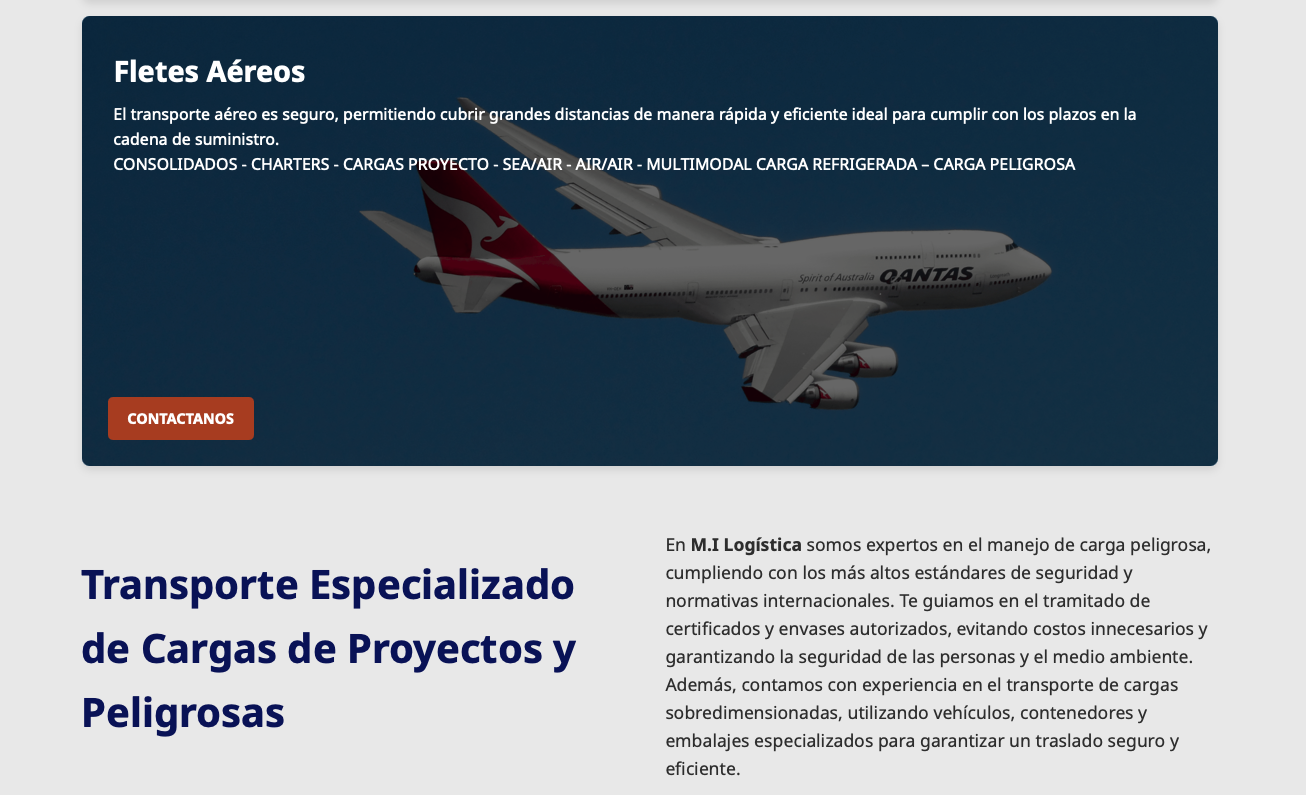 Fletes Aéreos
El transporte aéreo es seguro, permitiendo cubrir grandes distancias de manera rápida y eficiente ideal para cumplir con los plazos en la
cadena de suministro.
CONSOLIDADOS - CHARTERS - CARGAS PROYECTO - SEA/AIR - AIR/AIR - MULTIMODAL CARGA REFRIGERADA – CARGA PELIGROSA
Spirit of Australia QANTAS
CONTACTANOS
Transporte Especializado
de Cargas de Proyectos y
Peligrosas
En M.I Logística somos expertos en el manejo de carga peligrosa,
cumpliendo con los más altos estándares de seguridad y
normativas internacionales. Te guiamos en el tramitado de
certificados y envases autorizados, evitando costos innecesarios y
garantizando la seguridad de las personas y el medio ambiente.
Además, contamos con experiencia en el transporte de cargas
sobredimensionadas, utilizando vehículos, contenedores y
embalajes especializados para garantizar un traslado seguro y
eficiente.